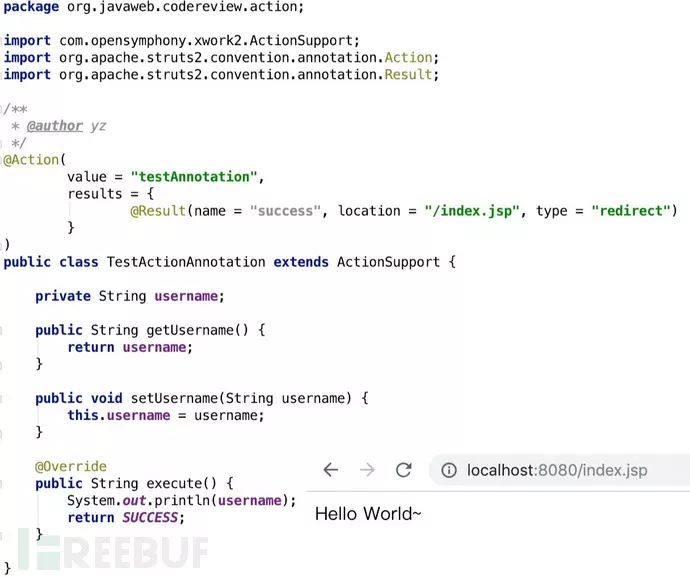 package org.javaweb.codereview.action;
import com.opensymphony.xwork2.ActionSupport;
import org.apache.struts2.convention.annotation.Action;
import org.apache.struts2.convention.annotation.Result;
/**
 * @author yz
 */
@Action(
        value = "testAnnotation",
        results = {
                @Result(name = "success", location = "/index.jsp", type = "redirect")
        }
)
public class TestActionAnnotation extends ActionSupport {
    private String username;
    public String getUsername() {
        return username;
    }
    public void setUsername(String username) {
        this.username = username;
    }
    @Override
    public String execute() {
        System.out.println(username);
        return SUCCESS;
    }
}
localhost:8080/index.jsp
Hello World~
FREEBUF